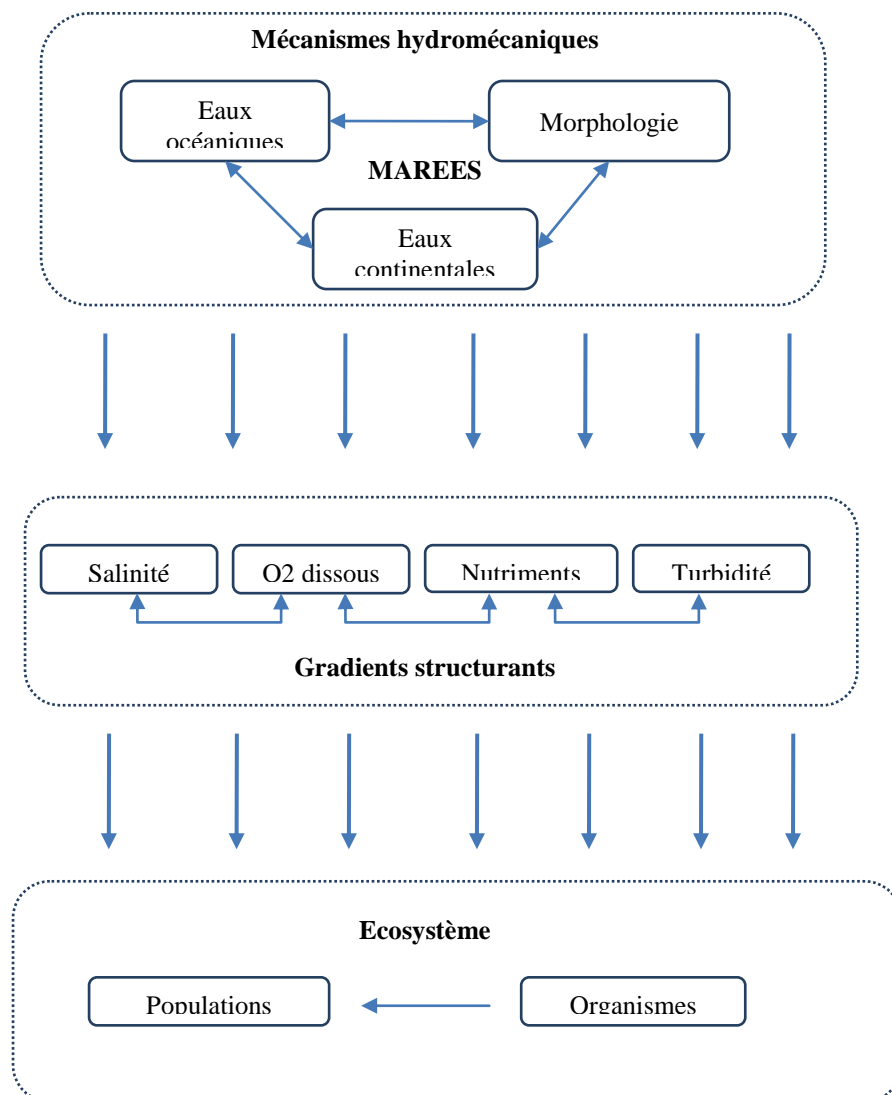 Mécanismes hydromécaniques
Eaux
océaniques
Morphologie
MAREES
Eaux
continentales
Salinité
O2 dissous
Nutriments
Turbidité
Gradients structurants
Ecosystème
Populations
Organismes